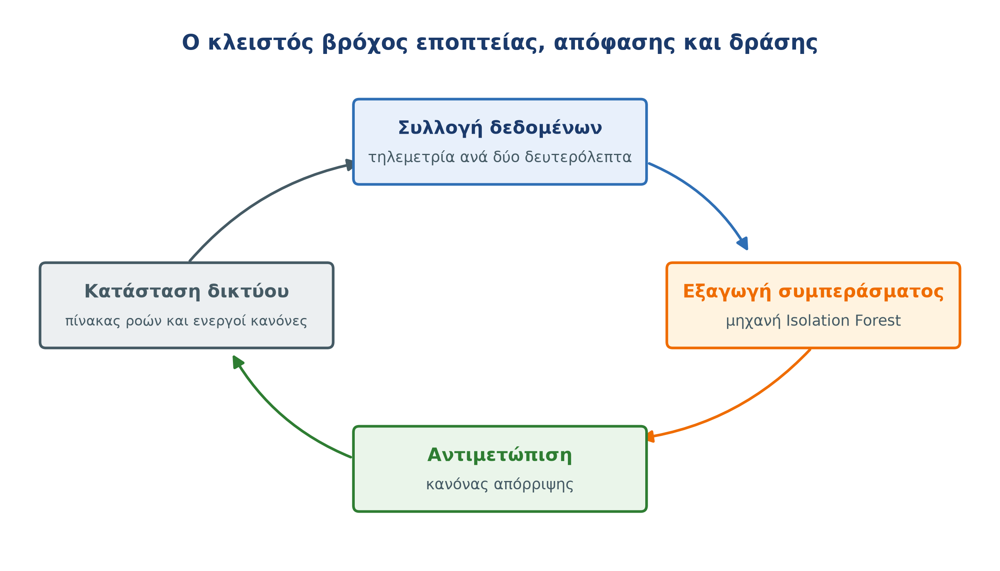 Ο κλειστός βρόχος εποπτείας, απόφασης και δράσης
Συλλογή δεδομένων
τηλεμετρία ανά δύο δευτερόλεπτα
Κατάσταση δικτύου
πίνακας ροών και ενεργοί κανόνες
Εξαγωγή συμπεράσματος
μηχανή Isolation Forest
Αντιμετώπιση
κανόνας απόρριψης